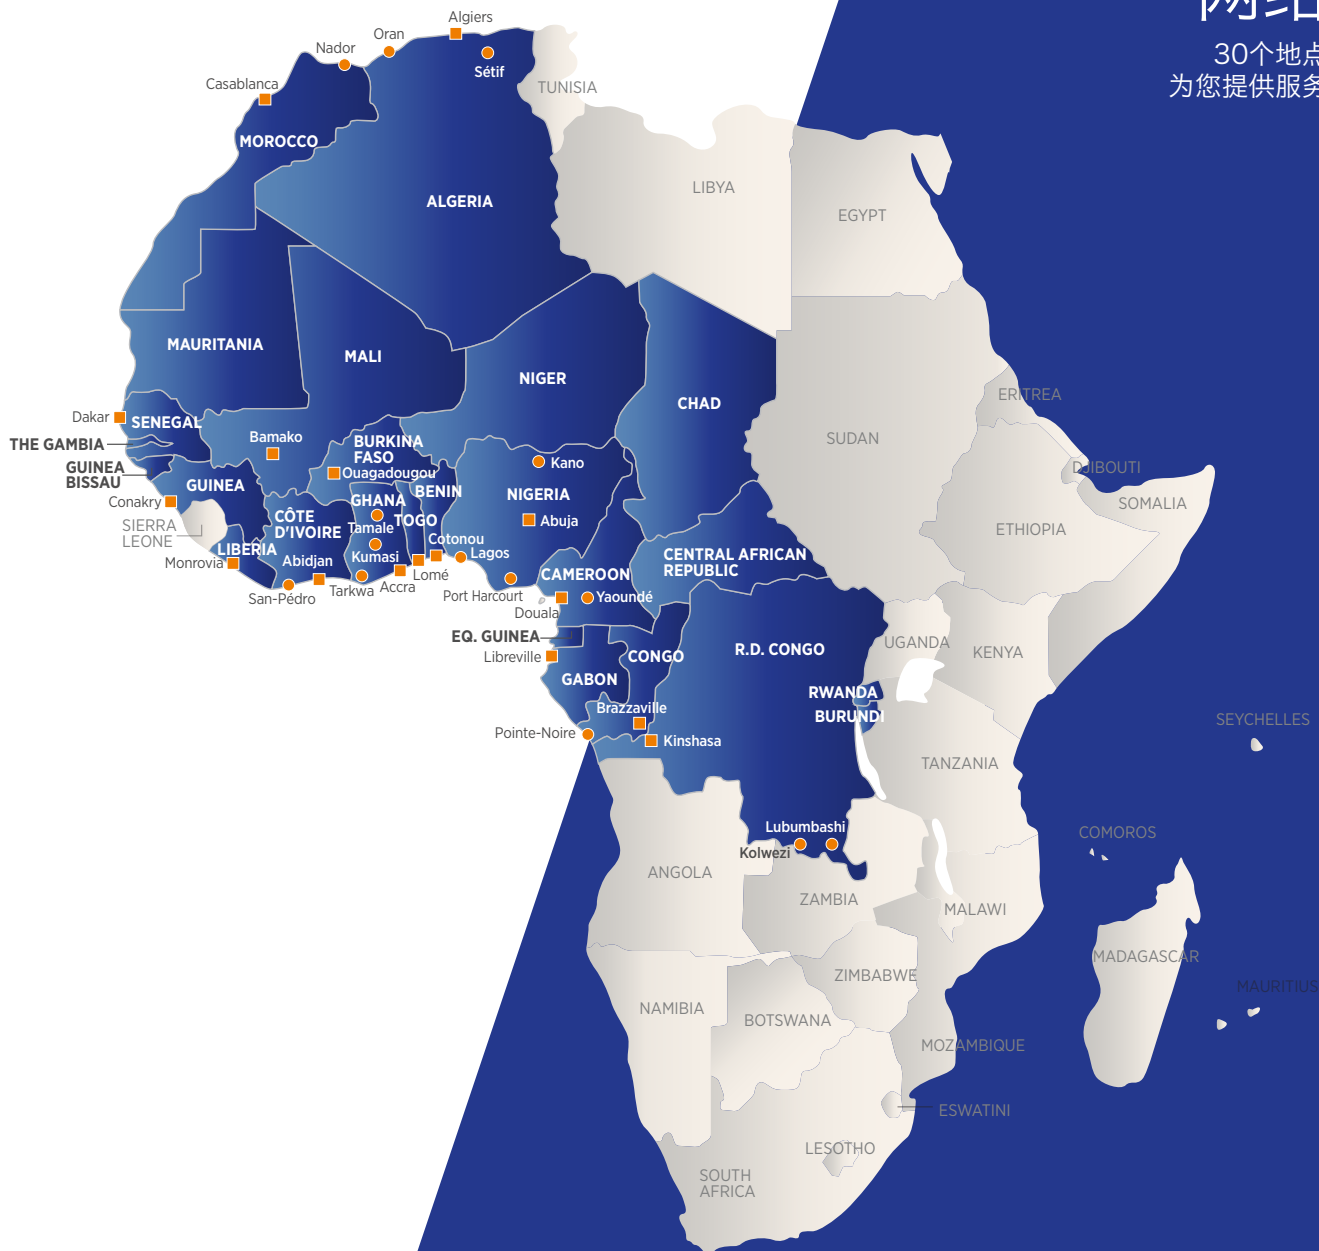 网络
30个地点
为您提供服务
Algiers
Oran
Nador
Sétif
Casablanca
TUNISIA
MOROCCO
LIBYA
ALGERIA
EGYPT
MAURITANIA
MALI
NIGER
CHAD
ERITREA
Dakar
SENEGAL
THE GAMBIA
Bamako
BURKINA
FASO
SUDAN
Kano
GUINEA
BISSAU
Ouagadougou
DJIBOUTI
GUINEA
BENIN
NIGERIA
SOMALIA
Conakry
GHANA
SIERRA
LEONE
CÔTE
D'IVOIRE
TOGO
Tamale
Abuja
ETHIOPIA
LIBERIA
Cotonou
Lagos
CENTRAL AFRICAN
REPUBLIC
Monrovia
Abidjan
Kumasi
Lomé
CAMEROON
San-Pédro
Tarkwa
Accra
Port Harcourt
Yaoundé
Douala
EQ. GUINEA
UGANDA
KENYA
Libreville
CONGO
R.D. CONGO
GABON
RWANDA
Brazzaville
BURUNDI
SEYCHELLES
Pointe-Noire
Kinshasa
TANZANIA
Lubumbashi
COMOROS
Kolwezi
ANGOLA
ZAMBIA
MALAWI
MADAGASCAR
ZIMBABWE
MAURITIUS
NAMIBIA
BOTSWANA
MOZAMBIQUE
ESWATINI
LESOTHO
SOUTH
AFRICA